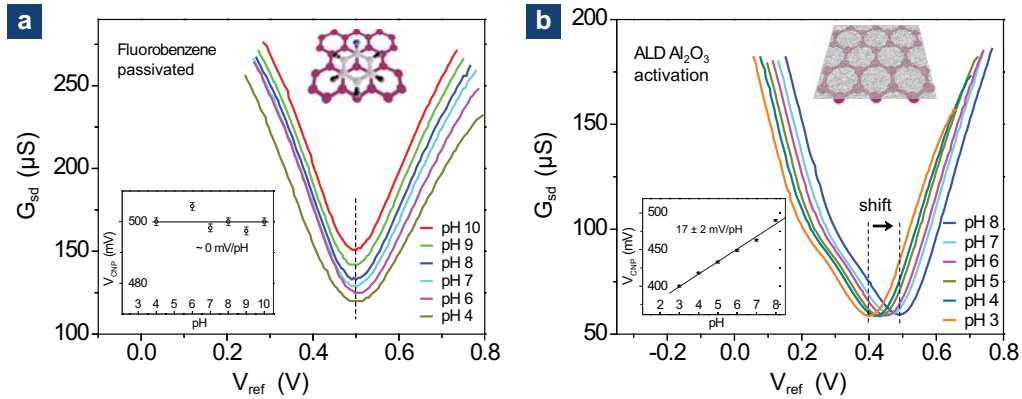 a
Fluorobenzene
passivated
250
200
150
100
G_sd (µS)
500
480
V_CNP (mV)
~ 0 mV/pH
3 4 5 6 7 8 9 10
pH
pH 10
pH 9
pH 8
pH 7
pH 6
pH 4
0.0 0.2 0.4 0.6 0.8
V_ref (V)
b
ALD Al₂O₃
activation
200
150
100
50
G_sd (µS)
shift
500
450
400
V_CNP (mV)
17 ± 2 mV/pH
2 3 4 5 6 7 8
pH
pH 8
pH 7
pH 6
pH 5
pH 4
pH 3
-0.2 0.0 0.2 0.4 0.6 0.8
V_ref (V)